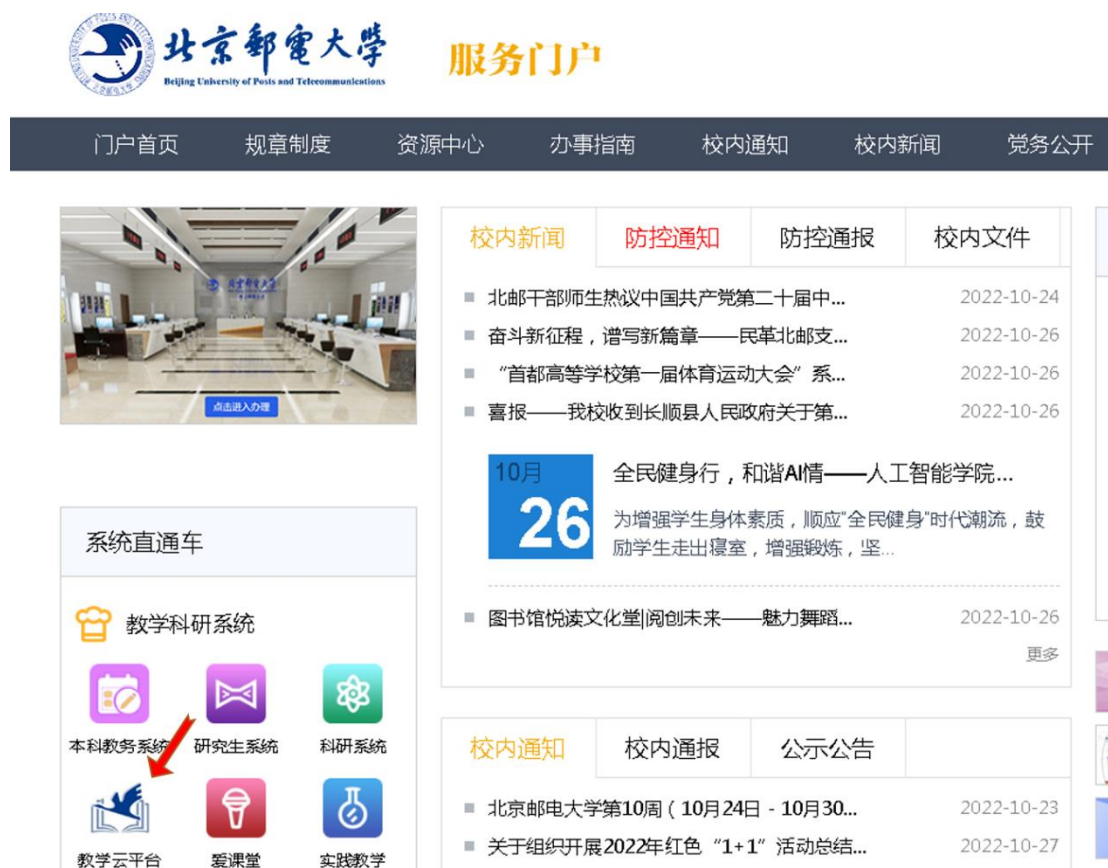 北京郵電大學
Beijing University of Posts and Telecommunications
服务门户
门户首页 规章制度 资源中心 办事指南 校内通知 校内新闻 党务公开
校内新闻 防控通知 防控通报 校内文件
北邮干部师生热议中国共产党第二十届中... 2022-10-24
奋斗新征程，谱写新篇章——民革北邮支... 2022-10-26
“首都高等学校第一届体育运动大会”系... 2022-10-26
喜报——我校收到长顺县人民政府关于第... 2022-10-26
点击进入办理
10月
26
全民健身行，和谐AI情——人工智能学院...
为增强学生身体素质，顺应"全民健身"时代潮流，鼓
励学生走出寝室，增强锻炼，坚...
图书馆悦读文化堂|阅创未来——魅力舞蹈... 2022-10-26
更多
系统直通车
教学科研系统
本科教务系统 研究生系统 科研系统
教学云平台 爱课堂 实践教学
校内通知 校内通报 公示公告
北京邮电大学第10周 ( 10月24日 - 10月30... 2022-10-23
关于组织开展2022年红色“1+1”活动总结... 2022-10-27